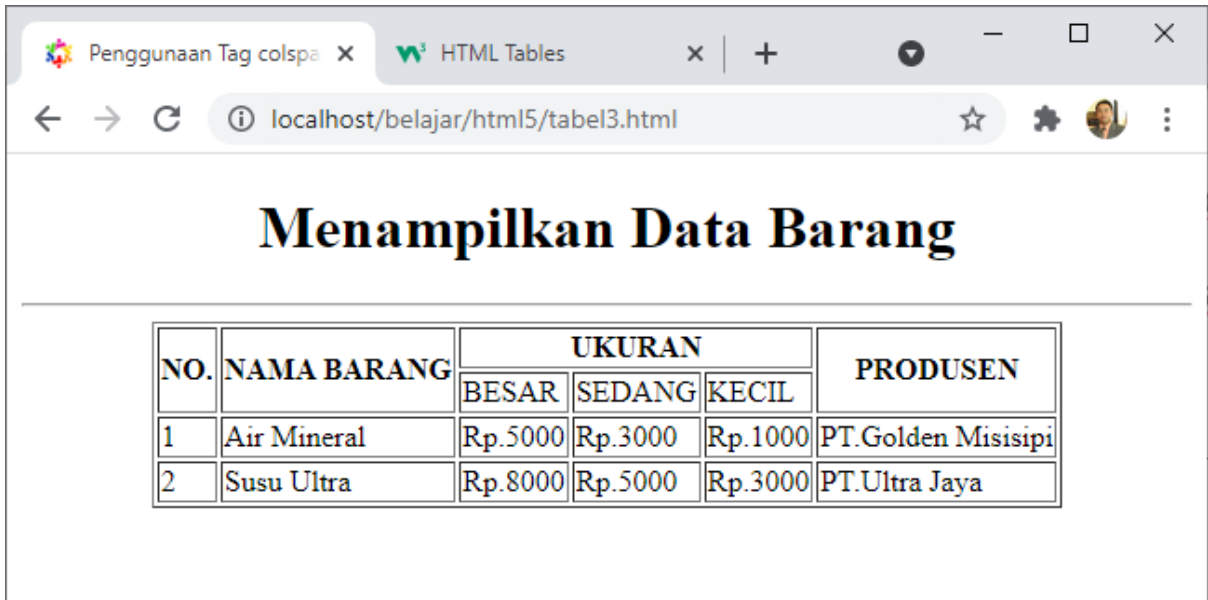 Penggunaan Tag colspa
HTML Tables
localhost/belajar/html5/tabel3.html
Menampilkan Data Barang
NO. NAMA BARANG UKURAN PRODUSEN
BESAR SEDANG KECIL
1 Air Mineral Rp.5000 Rp.3000 Rp.1000 PT.Golden Misisipi
2 Susu Ultra Rp.8000 Rp.5000 Rp.3000 PT.Ultra Jaya